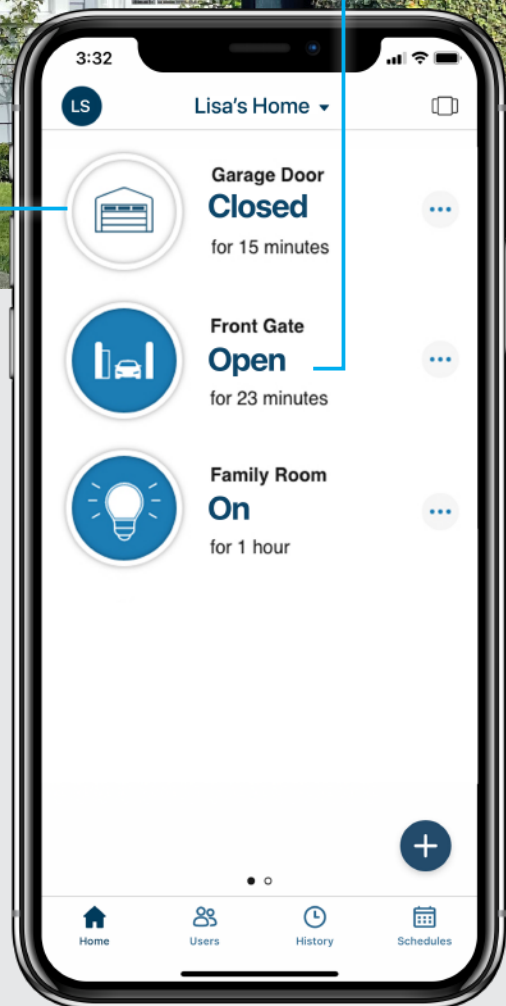 3:32
LS
Lisa's Home
Garage Door
Closed
for 15 minutes
Front Gate
Open
for 23 minutes
Family Room
On
for 1 hour
Home
Users
History
Schedules